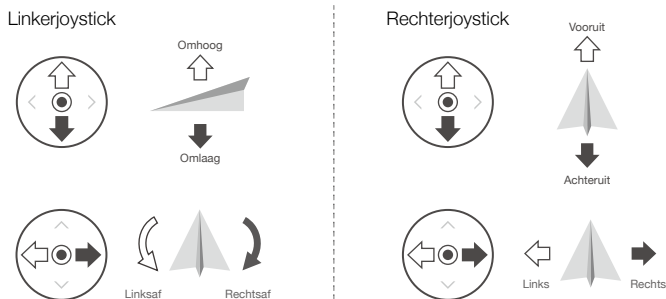 Linkerjoystick
Omhoog
Omlaag
Linksaf
Rechtsaf
Rechterjoystick
Vooruit
Achteruit
Links
Rechts